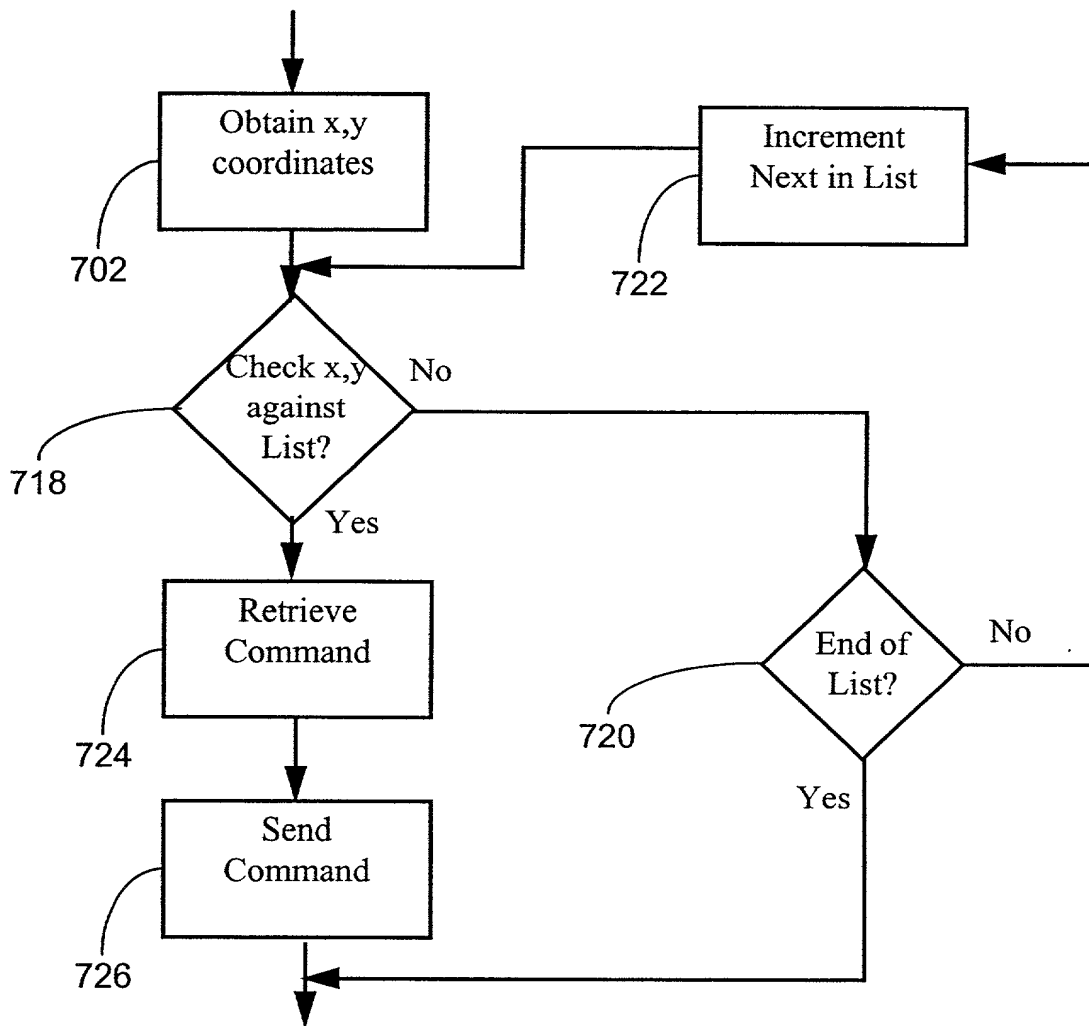 Obtain x,y
coordinates
702
Increment
Next in List
722
Check x,y
against
List?
No
Yes
718
Retrieve
Command
724
End of
List?
No
Yes
720
Send
Command
726